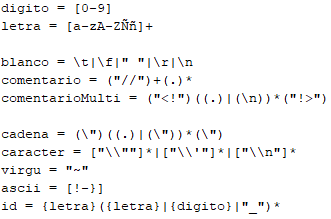 digito = [0-9]
letra = [a-zA-ZÑñ]+
blanco = \t|\f|" "|\r|\n
comentario = ("//")+(.)*
comentarioMulti = ("<!")((.)|(\n))*("!>")
cadena = (\")((.)|(\"))*(\")
caracter = ["\\""]*|["\\'"]*|["\\n"]*
virgu = "~"
ascii = [!-}]
id = {letra}({letra}|{digito}|"_")*